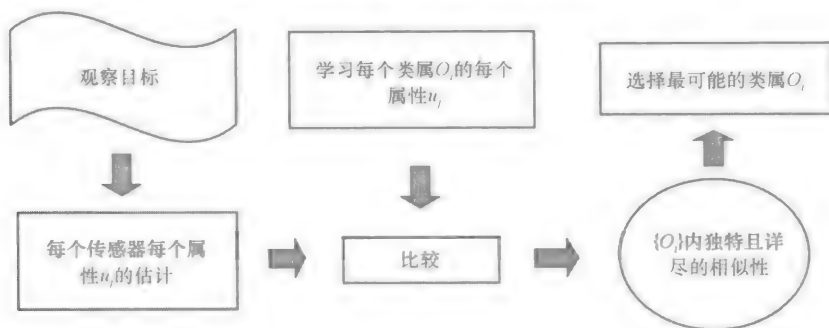 观察目标
学习每个类属O_i的每个
属性u_j
选择最可能的类属O_i
每个传感器每个属
性u_j的估计
比较
{O_i}内独特且详
尽的相似性